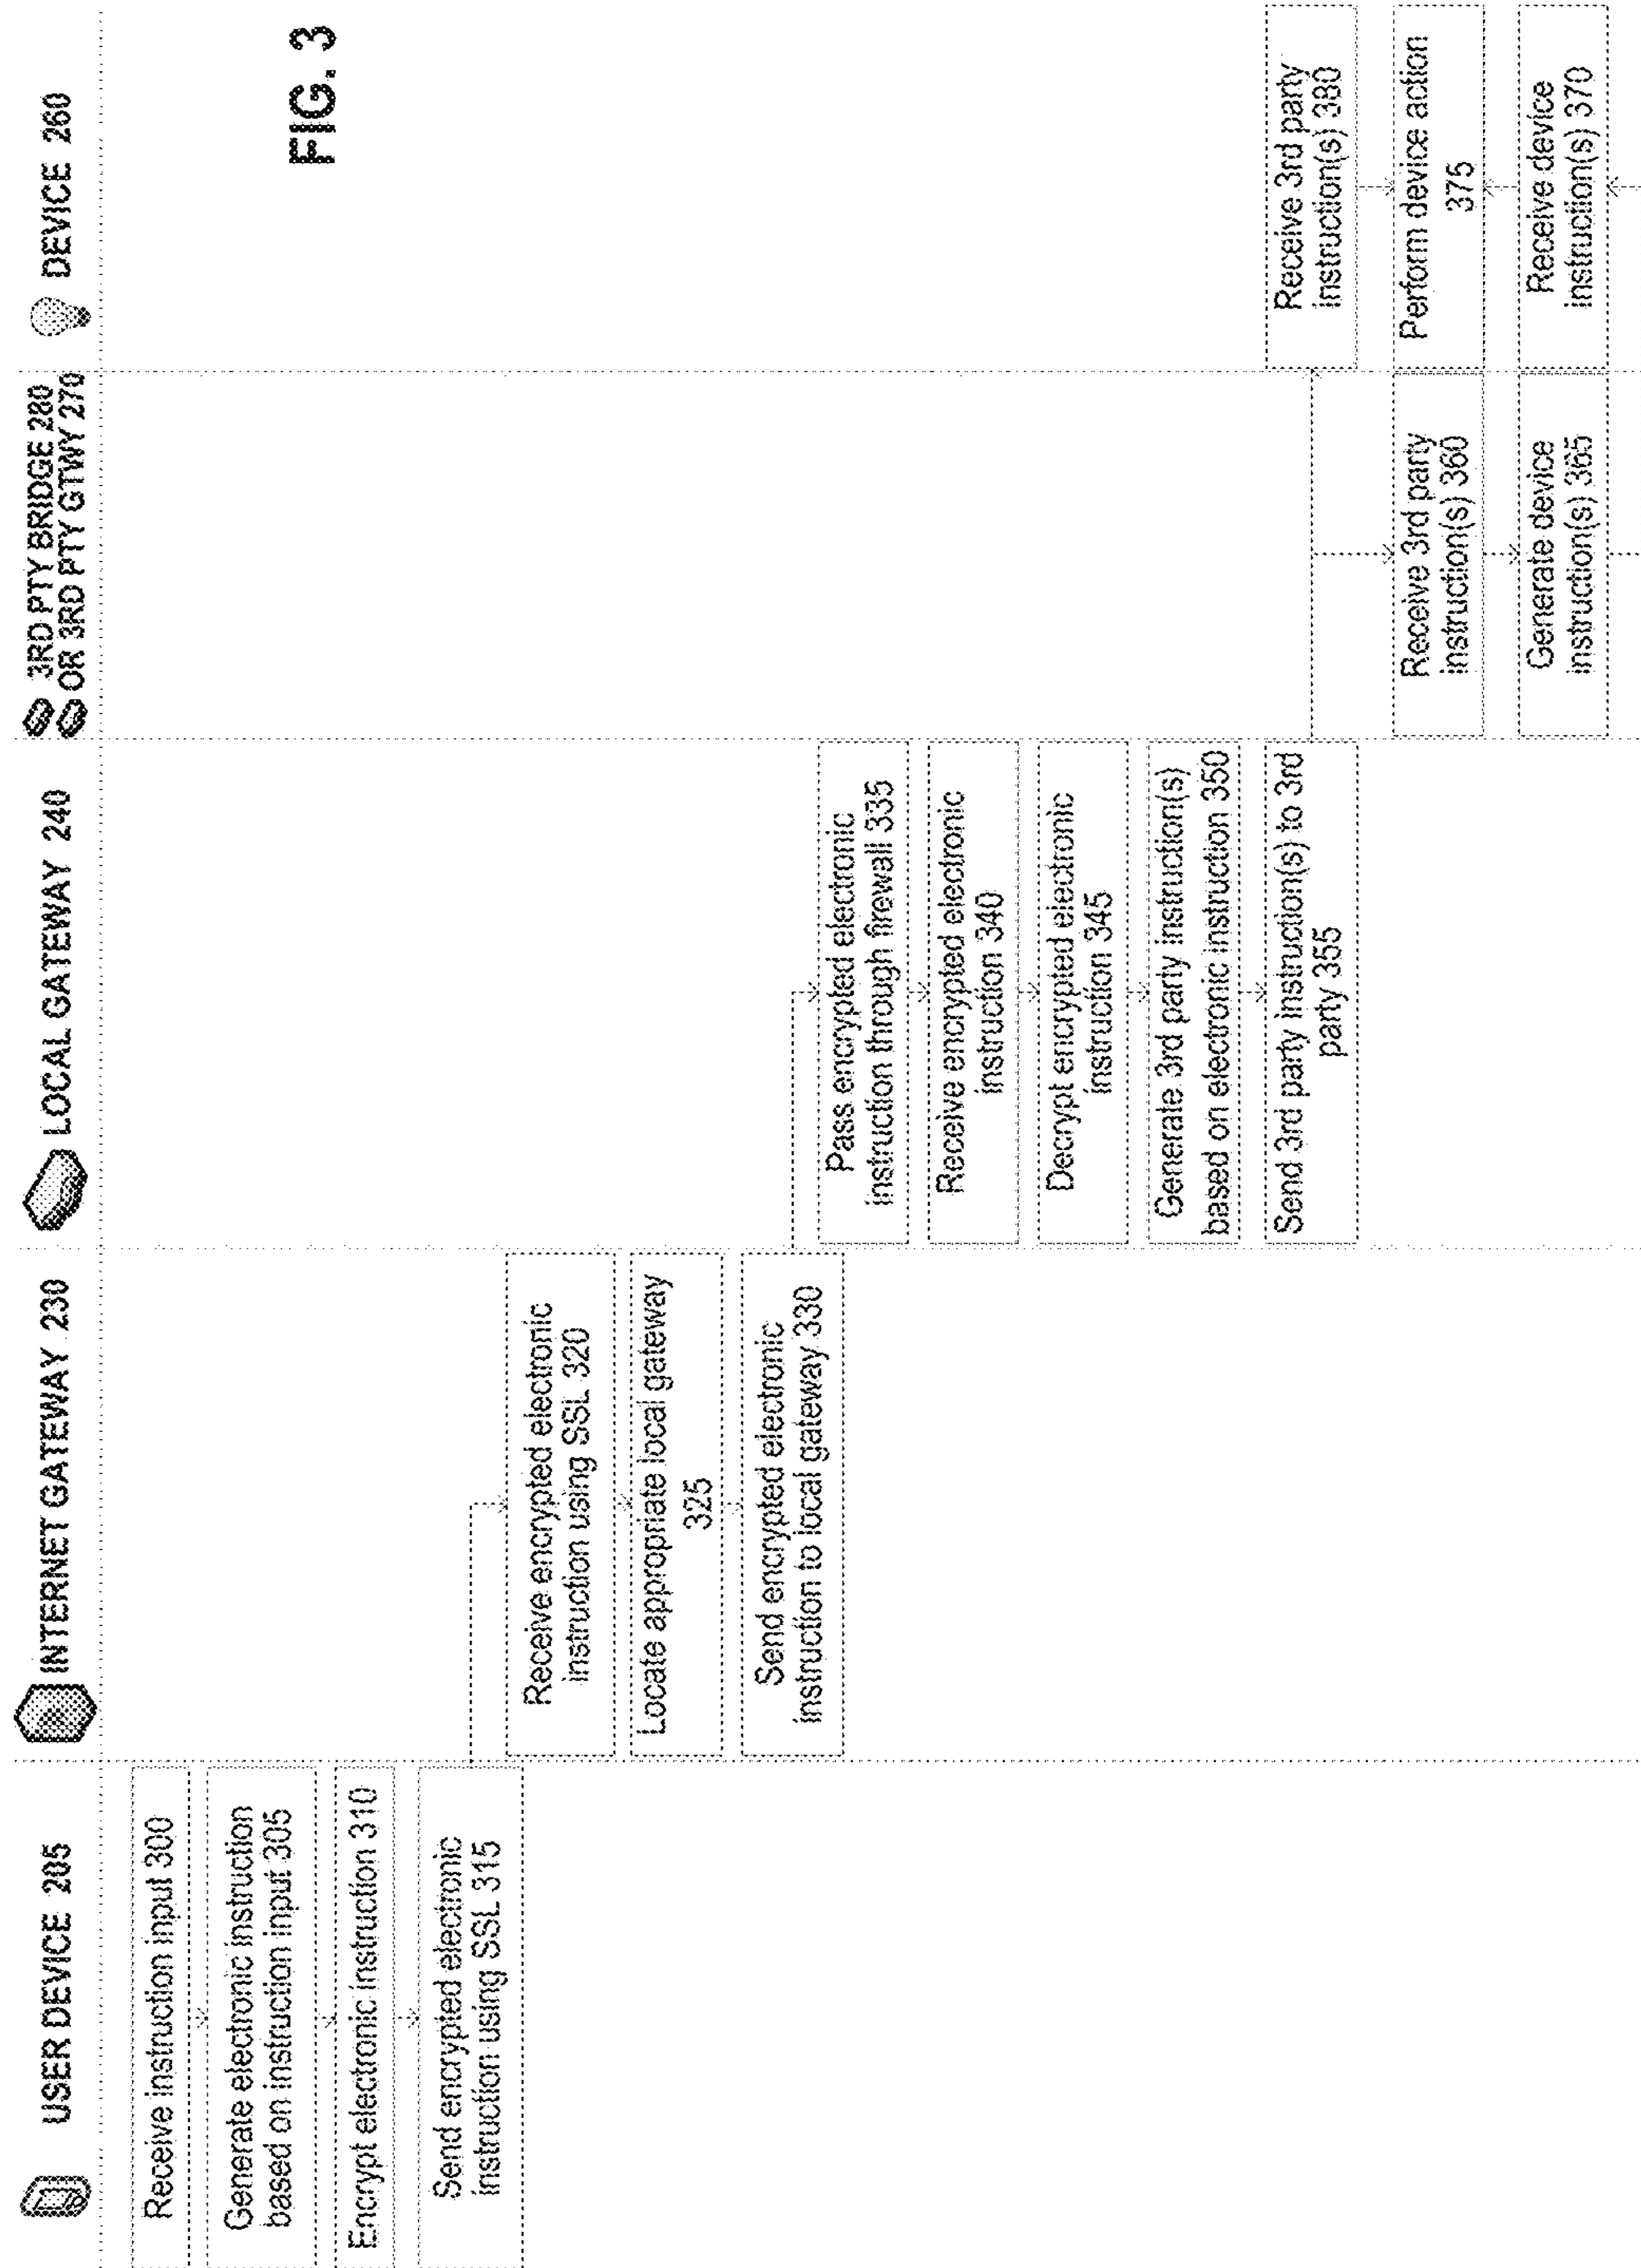 USER DEVICE 205
INTERNET GATEWAY 230
LOCAL GATEWAY 240
3RD PTY BRIDGE 280
OR 3RD PTY GTWY 270
DEVICE 260
FIG. 3
Receive instruction input 300
Generate electronic instruction
based on instruction input 305
Encrypt electronic instruction 310
Send encrypted electronic
instruction using SSL 315
Receive encrypted electronic
instruction using SSL 320
Locate appropriate local gateway
325
Send encrypted electronic
instruction to local gateway 330
Pass encrypted electronic
instruction through firewall 335
Receive encrypted electronic
instruction 340
Decrypt encrypted electronic
instruction 345
Generate 3rd party instruction(s)
based on electronic instruction 350
Send 3rd party instruction(s) to 3rd
party 355
Receive 3rd party
instruction(s) 360
Generate device
instruction(s) 365
Receive 3rd party
instruction(s) 380
Perform device action
375
Receive device
instruction(s) 370